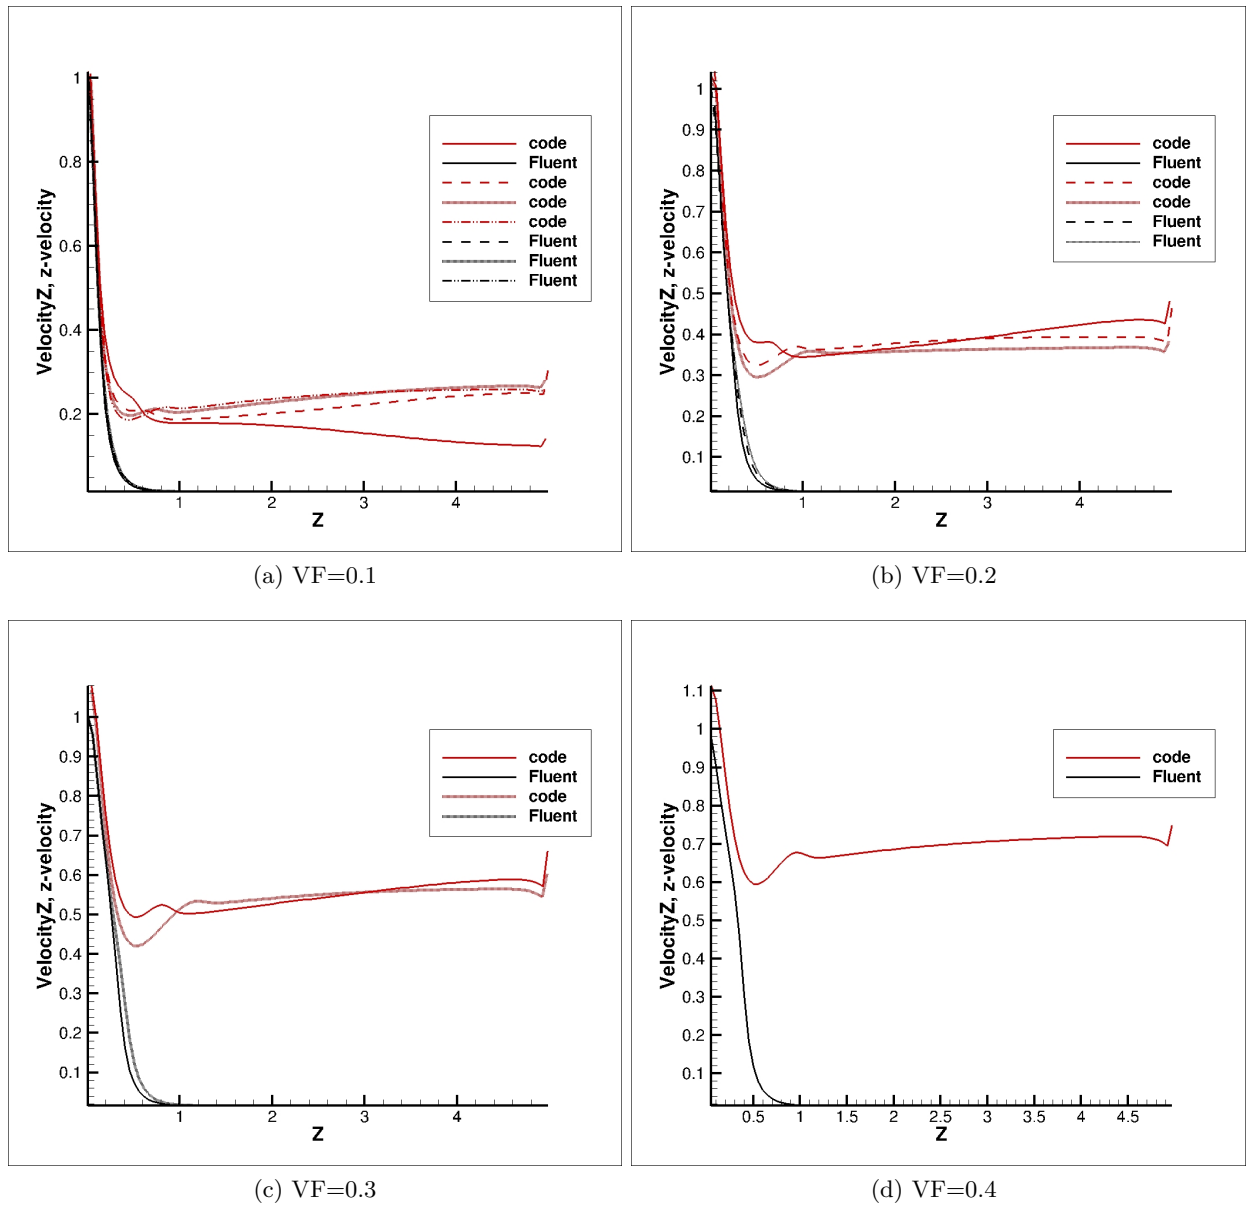 1
0.8
0.6
0.4
0.2
VelocityZ, z-velocity
1
2
3
4
Z
code
Fluent
code
code
code
Fluent
Fluent
Fluent
(a) VF=0.1
1
0.9
0.8
0.7
0.6
0.5
0.4
0.3
0.2
0.1
VelocityZ, z-velocity
1
2
3
4
Z
code
Fluent
code
code
Fluent
Fluent
(b) VF=0.2
1
0.9
0.8
0.7
0.6
0.5
0.4
0.3
0.2
0.1
VelocityZ, z-velocity
1
2
3
4
Z
code
Fluent
code
Fluent
(c) VF=0.3
1.1
1
0.9
0.8
0.7
0.6
0.5
0.4
0.3
0.2
0.1
VelocityZ, z-velocity
0.5
1
1.5
2
2.5
3
3.5
4
4.5
Z
code
Fluent
(d) VF=0.4